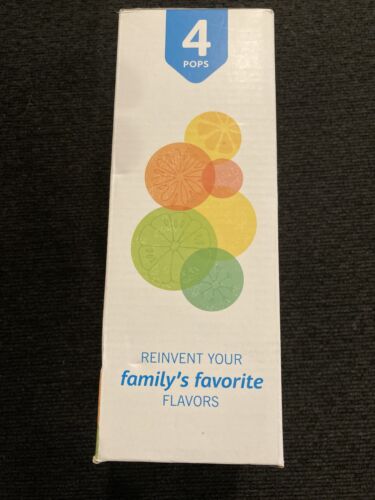 4
POPS
REINVENT YOUR
family's favorite
FLAVORS